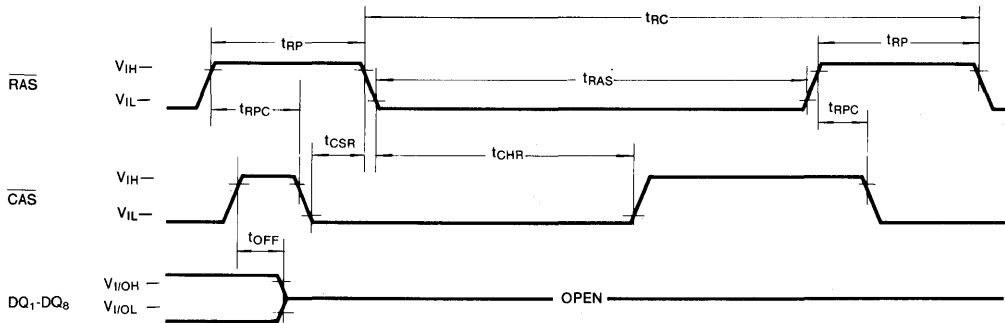 tRC
tRP
tRP
RAS
VIH
VIL
tRAS
tRPC
tRPC
tCSR
tCHR
CAS
VIH
VIL
tOFF
DQ1-DQ8
VI/OH
VI/OL
OPEN